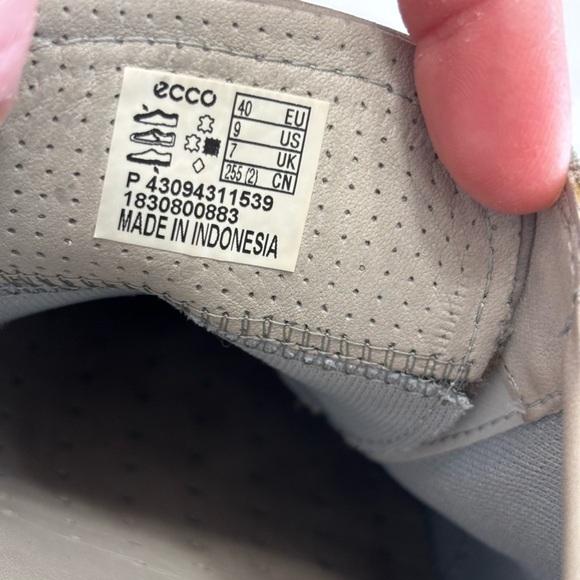 ecco
40 EU
9 US
7 UK
255 (2) CN
P 43094311539
1830800883
MADE IN INDONESIA